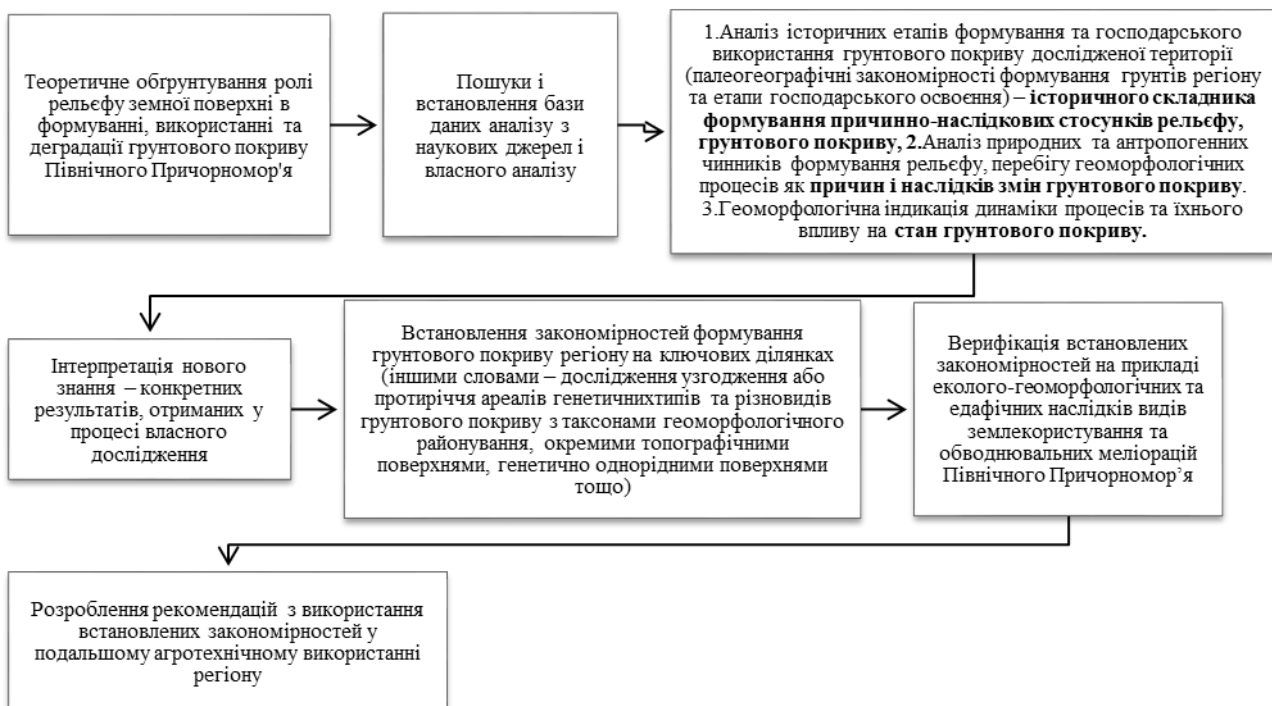 Теоретичне обґрунтування ролі
рельєфу земної поверхні в
формуванні, використанні та
деградації грунтового покриву
Північного Причорномор'я
Пошуки і
встановлення бази
даних аналізу з
наукових джерел і
власного аналізу
1.Аналіз історичних етапів формування та господарського
використання грунтового покриву дослідженої території
(палеогеографічні закономірності формування грунтів регіону
та етапи господарського освоєння) – історичного складника
формування причинно-наслідкових стосунків рельєфу,
грунтового покриву, 2.Аналіз природних та антропогенних
чинників формування рельєфу, перебігу геоморфологічних
процесів як причин і наслідків змін грунтового покриву.
3.Геоморфологічна індикація динаміки процесів та їхнього
впливу на стан грунтового покриву.
Інтерпретація нового
знання – конкретних
результатів, отриманих у
процесі власного
дослідження
Встановлення закономірностей формування
грунтового покриву регіону на ключових ділянках
(іншими словами – дослідження узгодження або
протиріччя ареалів генетичнихтипів та різновидів
грунтового покриву з таксонами геоморфологічного
районування, окремими топографічними
поверхнями, генетично однорідними поверхнями
тощо)
Верифікація встановлених
закономірностей на прикладі
еколого-геоморфологічних та
едафічних наслідків видів
землекористування та
обводнювальних меліорацій
Північного Причорномор’я
Розроблення рекомендацій з використання
встановлених закономірностей у
подальшому агротехнічному використанні
регіону